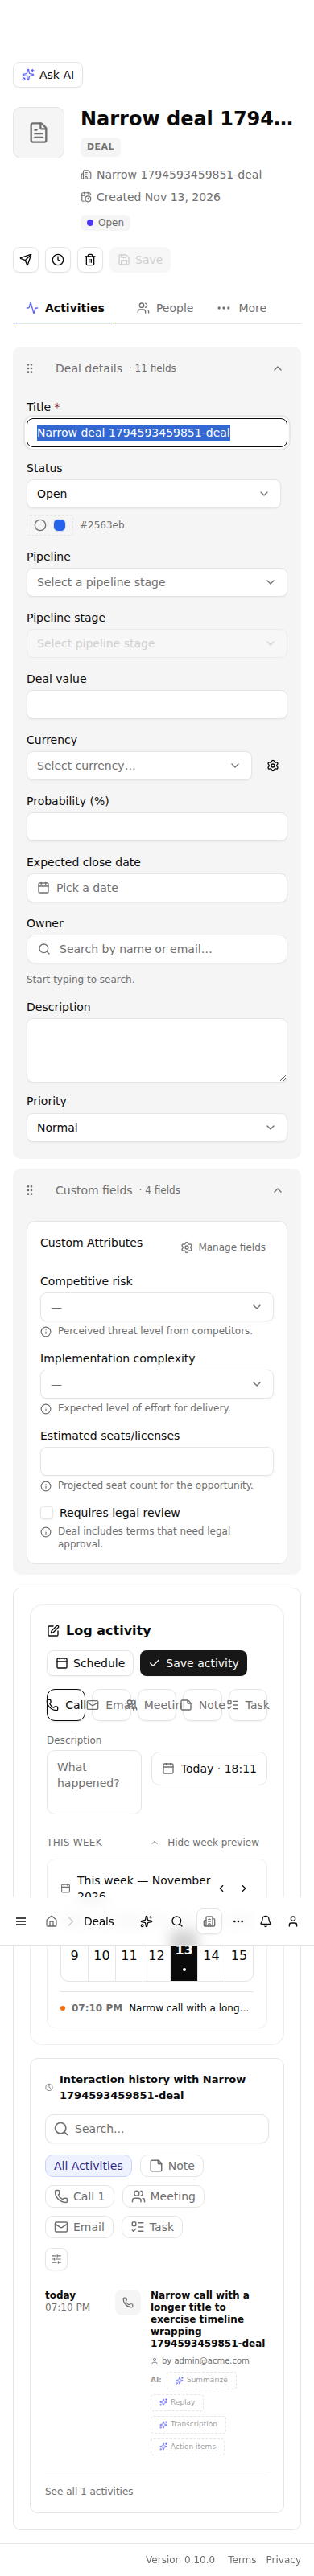 Ask AI
Narrow deal 1794...
DEAL
Narrow 1794593459851-deal
Created Nov 13, 2026
Open
Save
Activities
People
More
Deal details · 11 fields
Title *
Narrow deal 1794593459851-deal
Status
Open
#2563eb
Pipeline
Select a pipeline stage
Pipeline stage
Select pipeline stage
Deal value
Currency
Select currency...
Probability (%)
Expected close date
Pick a date
Owner
Search by name or email...
Start typing to search.
Description
Priority
Normal
Custom fields · 4 fields
Custom Attributes
Manage fields
Competitive risk
—
Perceived threat level from competitors.
Implementation complexity
—
Expected level of effort for delivery.
Estimated seats/licenses
Projected seat count for the opportunity.
Requires legal review
Deal includes terms that need legal
approval.
Log activity
Schedule
Save activity
Call
Email
Meeting
Note
Task
Description
What
happened?
Today · 18:11
THIS WEEK
Hide week preview
This week — November
2026
Deals
9 10 11 12 13 14 15
07:10 PM Narrow call with a long...
Interaction history with Narrow
1794593459851-deal
Search...
All Activities
Note
Call 1
Meeting
Email
Task
today
07:10 PM
Narrow call with a
longer title to
exercise timeline
wrapping
1794593459851-deal
by admin@acme.com
AI:
Summarize
Replay
Transcription
Action items
See all 1 activities
Version 0.10.0
Terms
Privacy